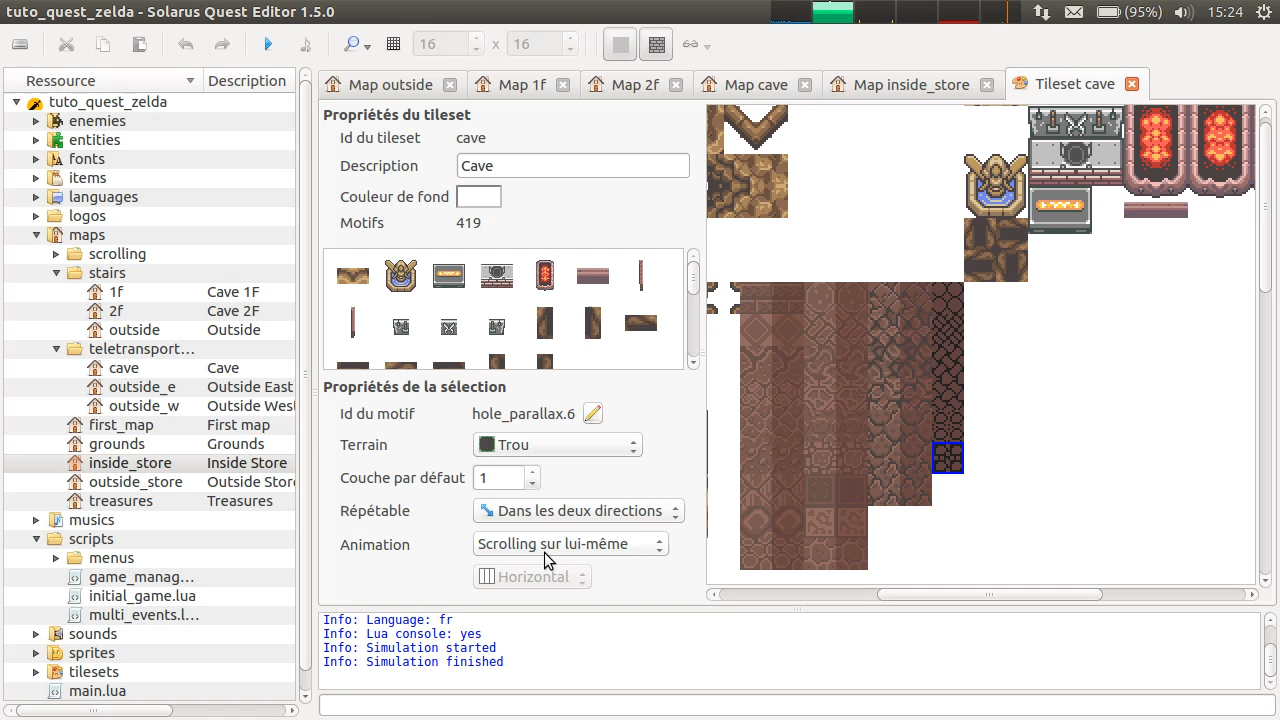 tuto_quest_zelda - Solarus Quest Editor 1.5.0
(95%)
15:24
16 x 16
Ressource
Description
Map outside
Map 1f
Map 2f
Map cave
Map inside_store
Tileset cave
tuto_quest_zelda
enemies
entities
fonts
items
languages
logos
maps
scrolling
stairs
1f Cave 1F
2f Cave 2F
outside Outside
teletransport...
cave Cave
outside_e Outside East
outside_w Outside West
first_map First map
grounds Grounds
inside_store Inside Store
outside_store Outside Store
treasures Treasures
musics
scripts
menus
game_manag...
initial_game.lua
multi_events.l...
sounds
sprites
tilesets
main.lua
Propriétés du tileset
Id du tileset cave
Description Cave
Couleur de fond
Motifs 419
Propriétés de la sélection
Id du motif hole_parallax.6
Terrain Trou
Couche par défaut 1
Répétable Dans les deux directions
Animation Scrolling sur lui-même
Horizontal
Info: Language: fr
Info: Lua console: yes
Info: Simulation started
Info: Simulation finished